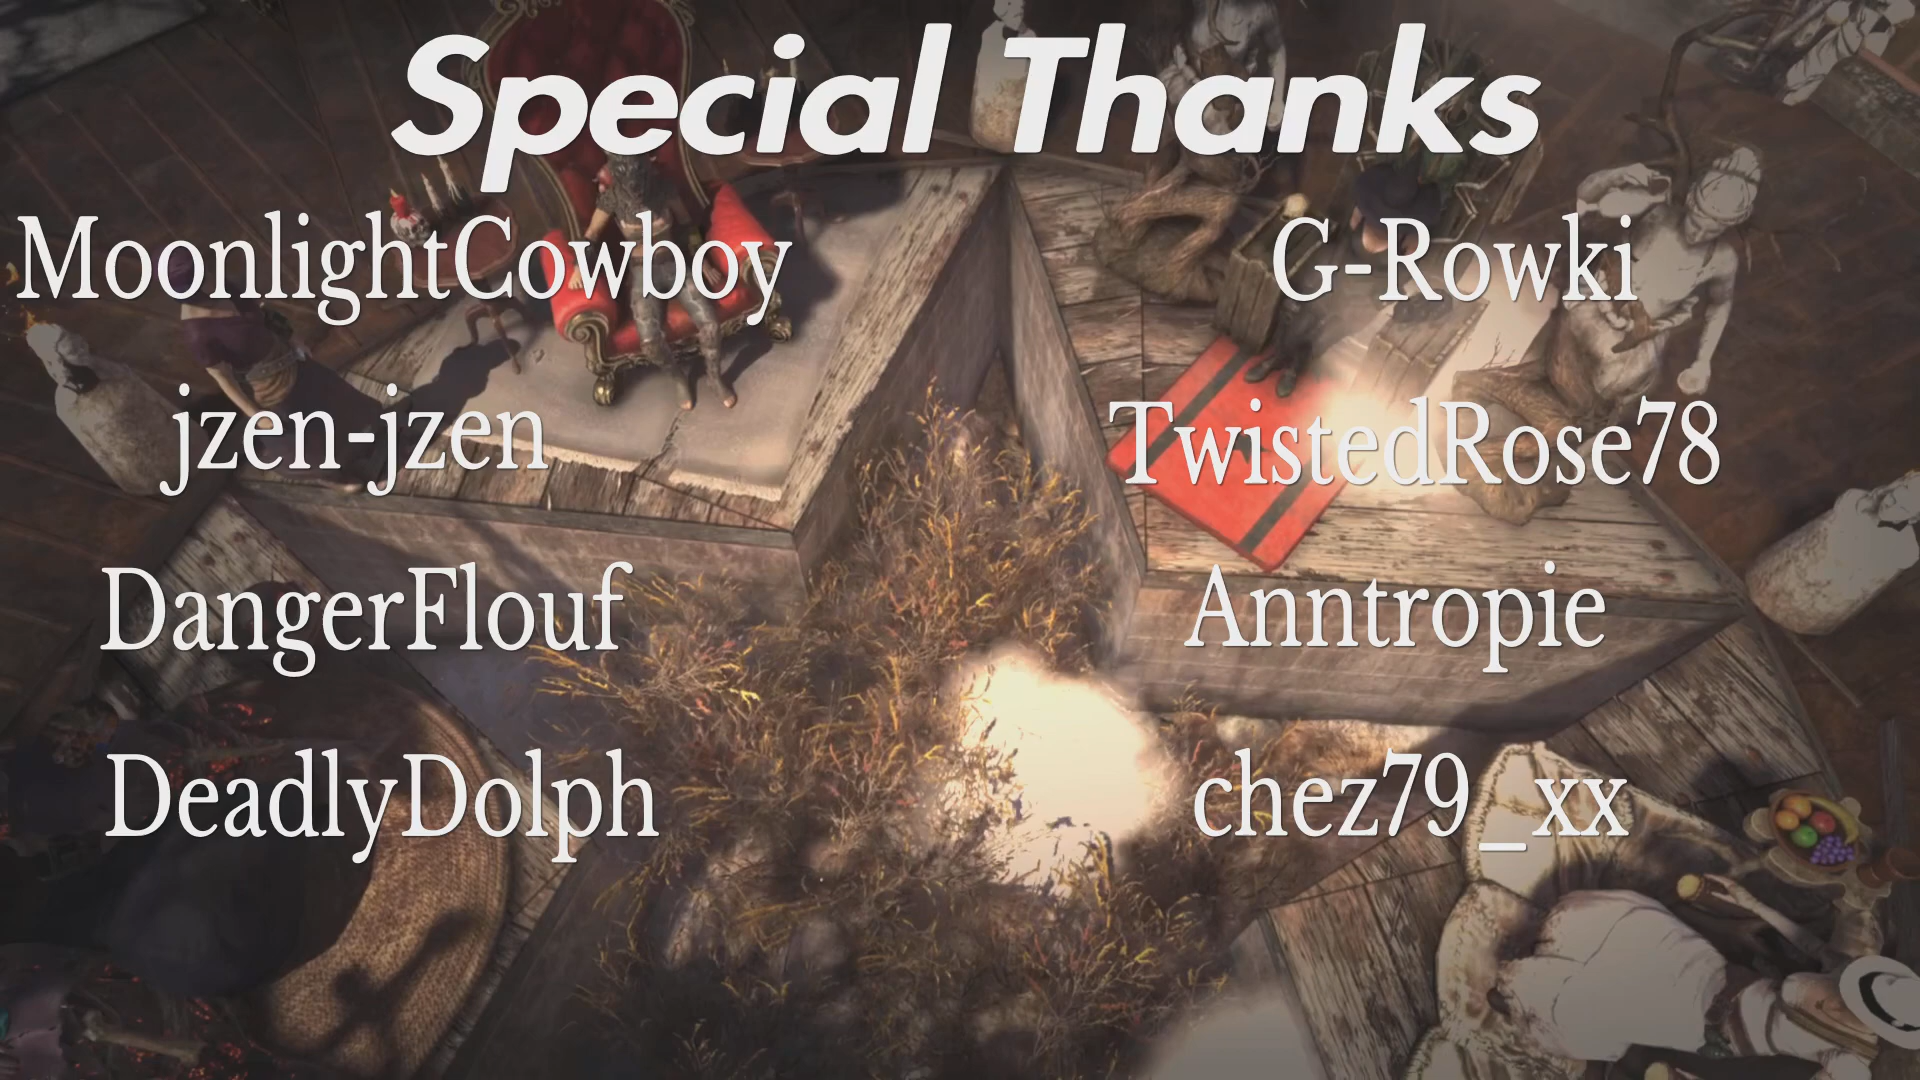 Special Thanks
MoonlightCowboy
G-Rowki
jzen-jzen
TwistedRose78
DangerFlouf
Anntropie
DeadlyDolph
chez79_xx